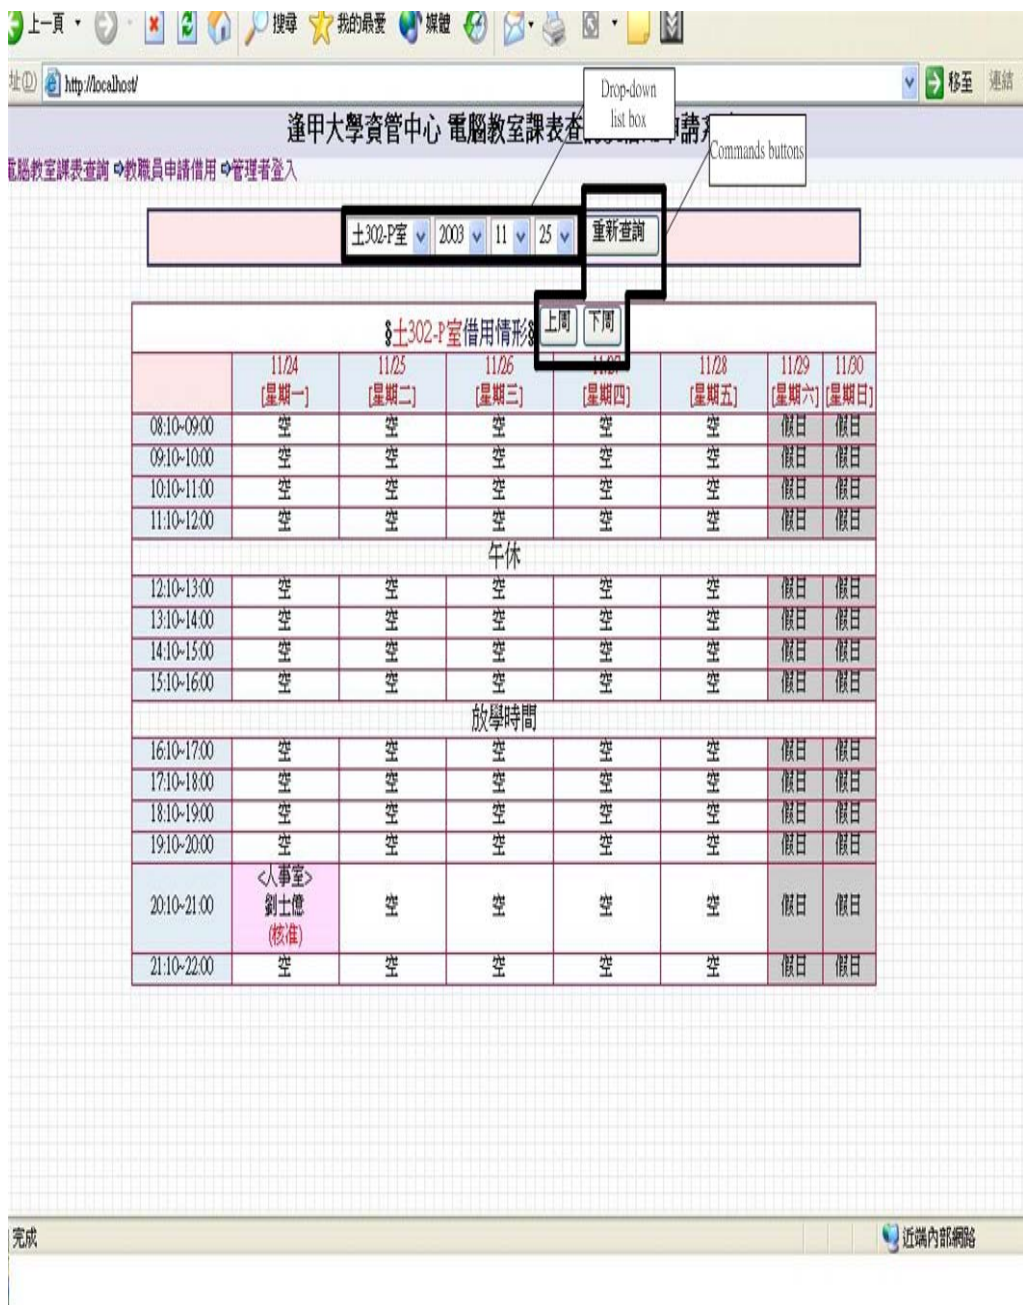 上一頁 搜尋 我的最愛 媒體
址(D) http://localhost/ 移至 連結
Drop-down
list box
Commands buttons
逢甲大學資管中心 電腦教室課表查
電腦教室課表查詢 ➪教職員申請借用 ➪管理者登入
土302-P室 2003 11 25 重新查詢
§土302-P室借用情形§ 上周 下周
11/24 11/25 11/26 11/28 11/29 11/30
[星期一] [星期二] [星期三] [星期四] [星期五] [星期六] [星期日]
08:10~09:00 空 空 空 空 空 假日 假日
09:10~10:00 空 空 空 空 空 假日 假日
10:10~11:00 空 空 空 空 空 假日 假日
11:10~12:00 空 空 空 空 空 假日 假日
午休
12:10~13:00 空 空 空 空 空 假日 假日
13:10~14:00 空 空 空 空 空 假日 假日
14:10~15:00 空 空 空 空 空 假日 假日
15:10~16:00 空 空 空 空 空 假日 假日
放學時間
16:10~17:00 空 空 空 空 空 假日 假日
17:10~18:00 空 空 空 空 空 假日 假日
18:10~19:00 空 空 空 空 空 假日 假日
19:10~20:00 空 空 空 空 空 假日 假日
<人事室>
20:10~21:00 劉士億 空 空 空 空 假日 假日
(核准)
21:10~22:00 空 空 空 空 空 假日 假日
完成 近端內部網路